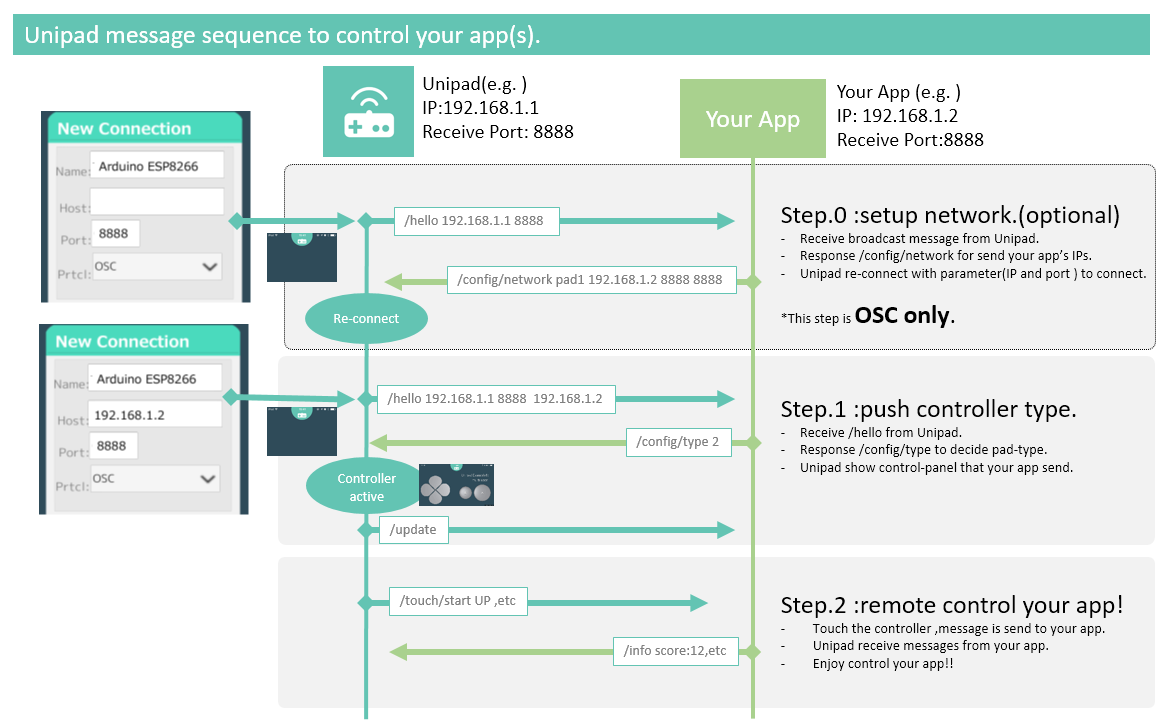 Unipad message sequence to control your app(s).
Unipad(e.g. )
IP:192.168.1.1
Receive Port: 8888
Your App
Your App (e.g. )
IP: 192.168.1.2
Receive Port:8888
New Connection
Name: Arduino ESP8266
Host:
Port: 8888
Prtcl: OSC
/hello 192.168.1.1 8888
/config/network pad1 192.168.1.2 8888 8888
Re-connect
Step.0 :setup network.(optional)
- Receive broadcast message from Unipad.
- Response /config/network for send your app's IPs.
- Unipad re-connect with parameter(IP and port ) to connect.
*This step is OSC only.
New Connection
Name: Arduino ESP8266
Host: 192.168.1.2
Port: 8888
Prtcl: OSC
/hello 192.168.1.1 8888 192.168.1.2
/config/type 2
Controller
active
/update
Step.1 :push controller type.
- Receive /hello from Unipad.
- Response /config/type to decide pad-type.
- Unipad show control-panel that your app send.
/touch/start UP ,etc
/info score:12,etc
Step.2 :remote control your app!
- Touch the controller ,message is send to your app.
- Unipad receive messages from your app.
- Enjoy control your app!!